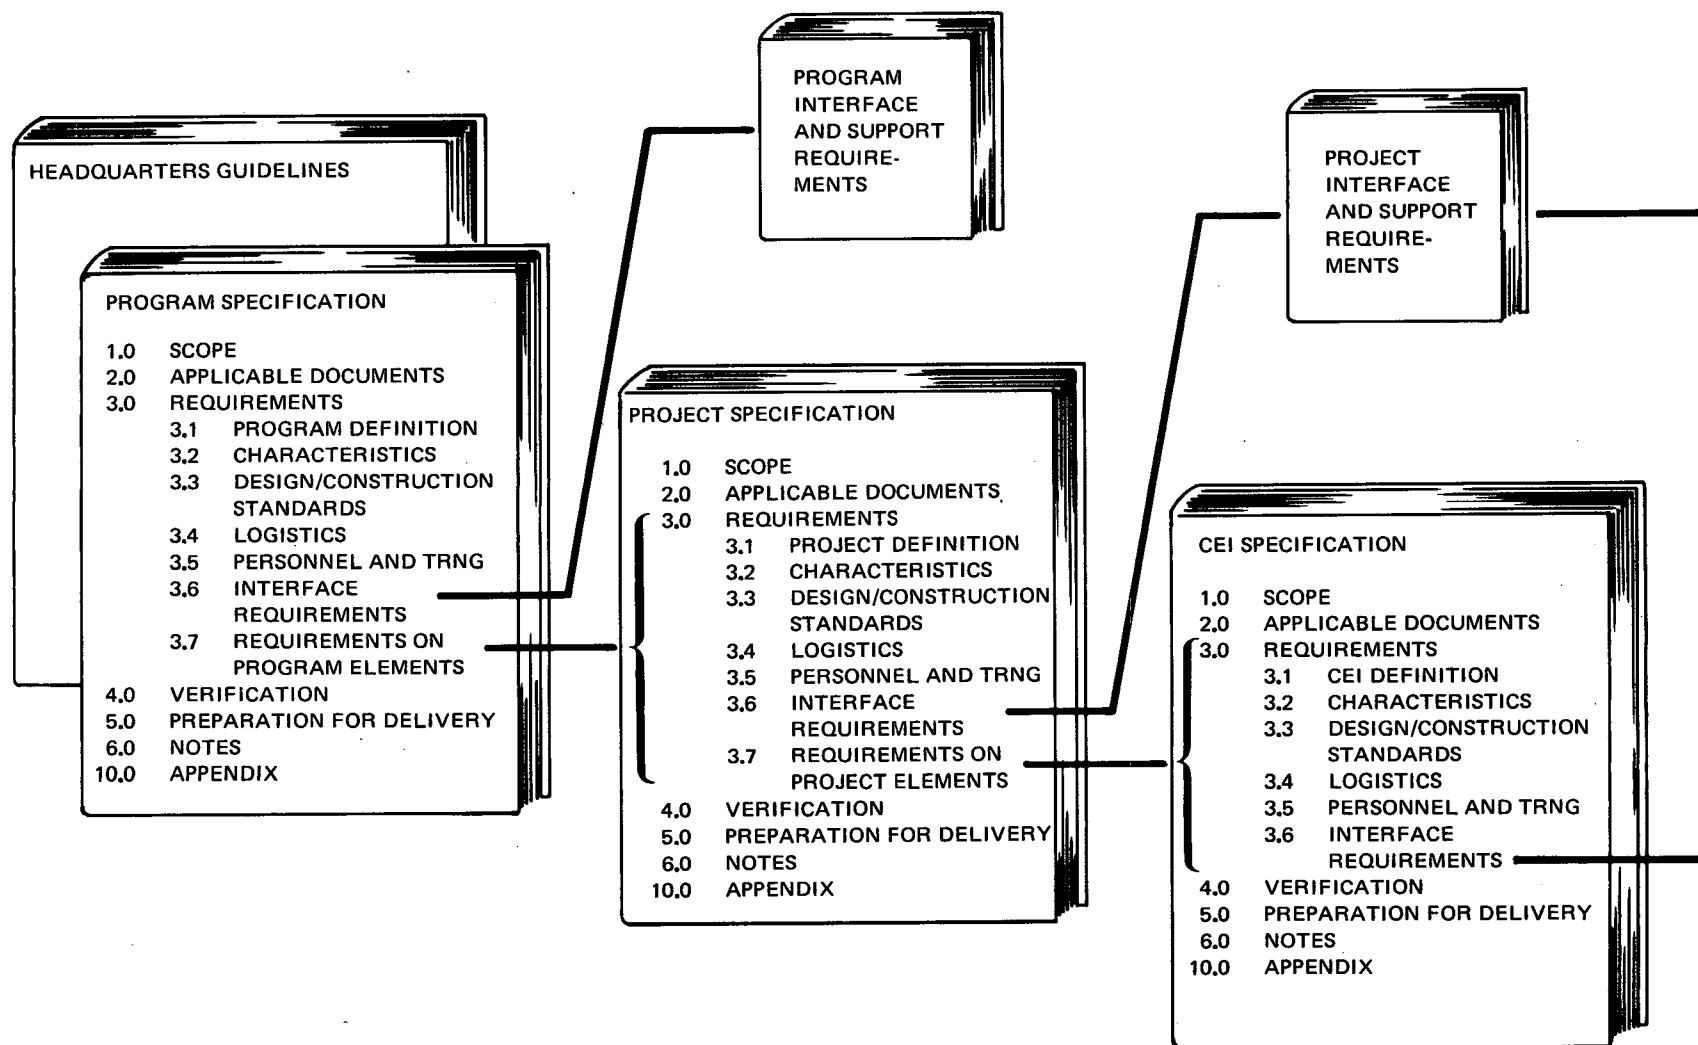 HEADQUARTERS GUIDELINES
PROGRAM SPECIFICATION
1.0 SCOPE
2.0 APPLICABLE DOCUMENTS
3.0 REQUIREMENTS
3.1 PROGRAM DEFINITION
3.2 CHARACTERISTICS
3.3 DESIGN/CONSTRUCTION
STANDARDS
3.4 LOGISTICS
3.5 PERSONNEL AND TRNG
3.6 INTERFACE
REQUIREMENTS
3.7 REQUIREMENTS ON
PROGRAM ELEMENTS
4.0 VERIFICATION
5.0 PREPARATION FOR DELIVERY
6.0 NOTES
10.0 APPENDIX
PROGRAM
INTERFACE
AND SUPPORT
REQUIRE-
MENTS
PROJECT SPECIFICATION
1.0 SCOPE
2.0 APPLICABLE DOCUMENTS
3.0 REQUIREMENTS
3.1 PROJECT DEFINITION
3.2 CHARACTERISTICS
3.3 DESIGN/CONSTRUCTION
STANDARDS
3.4 LOGISTICS
3.5 PERSONNEL AND TRNG
3.6 INTERFACE
REQUIREMENTS
3.7 REQUIREMENTS ON
PROJECT ELEMENTS
4.0 VERIFICATION
5.0 PREPARATION FOR DELIVERY
6.0 NOTES
10.0 APPENDIX
PROJECT
INTERFACE
AND SUPPORT
REQUIRE-
MENTS
CEI SPECIFICATION
1.0 SCOPE
2.0 APPLICABLE DOCUMENTS
3.0 REQUIREMENTS
3.1 CEI DEFINITION
3.2 CHARACTERISTICS
3.3 DESIGN/CONSTRUCTION
STANDARDS
3.4 LOGISTICS
3.5 PERSONNEL AND TRNG
3.6 INTERFACE
REQUIREMENTS
4.0 VERIFICATION
5.0 PREPARATION FOR DELIVERY
6.0 NOTES
10.0 APPENDIX